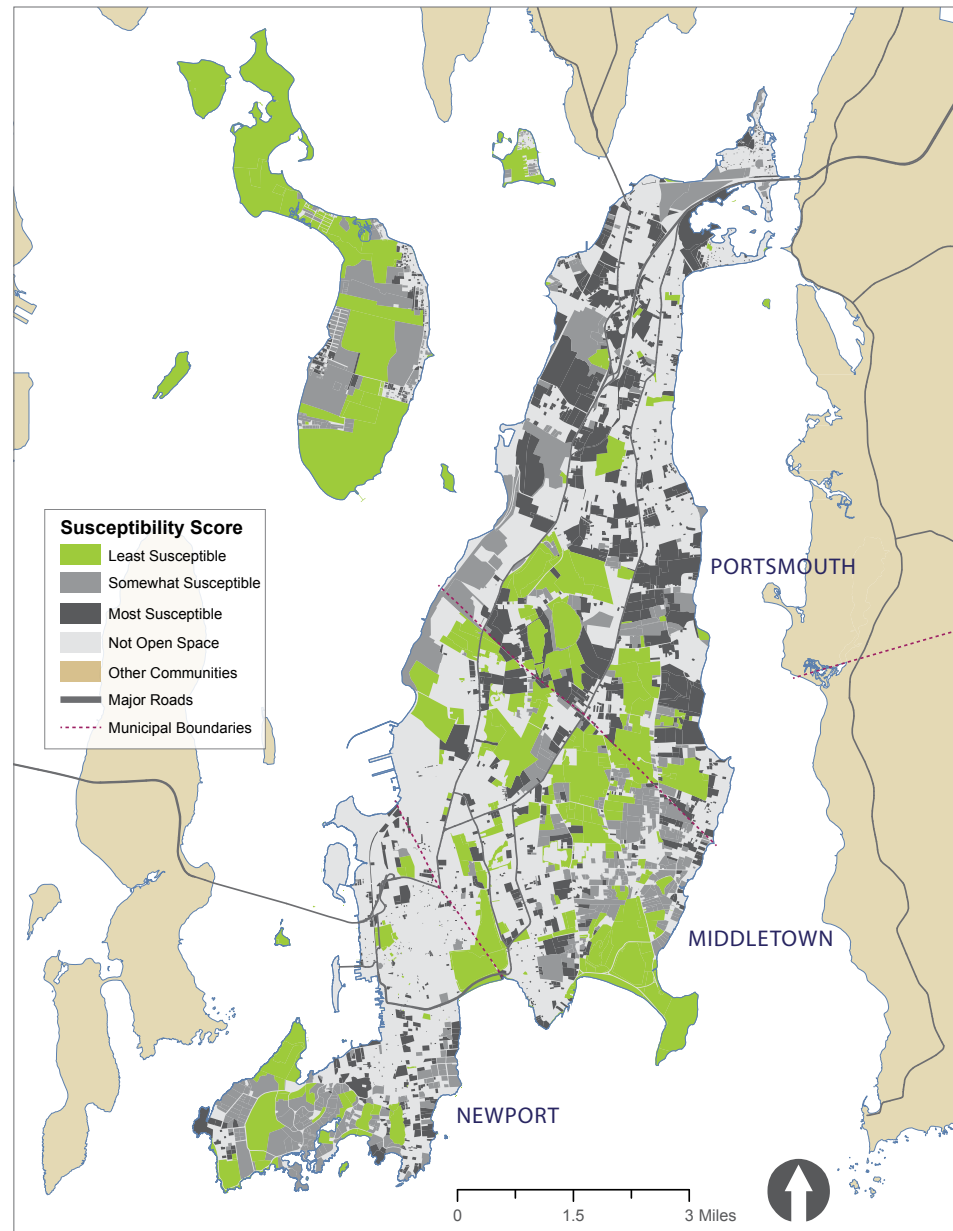 Susceptibility Score
Least Susceptible
Somewhat Susceptible
Most Susceptible
Not Open Space
Other Communities
Major Roads
Municipal Boundaries
PORTSMOUTH
MIDDLETOWN
NEWPORT
0 1.5 3 Miles